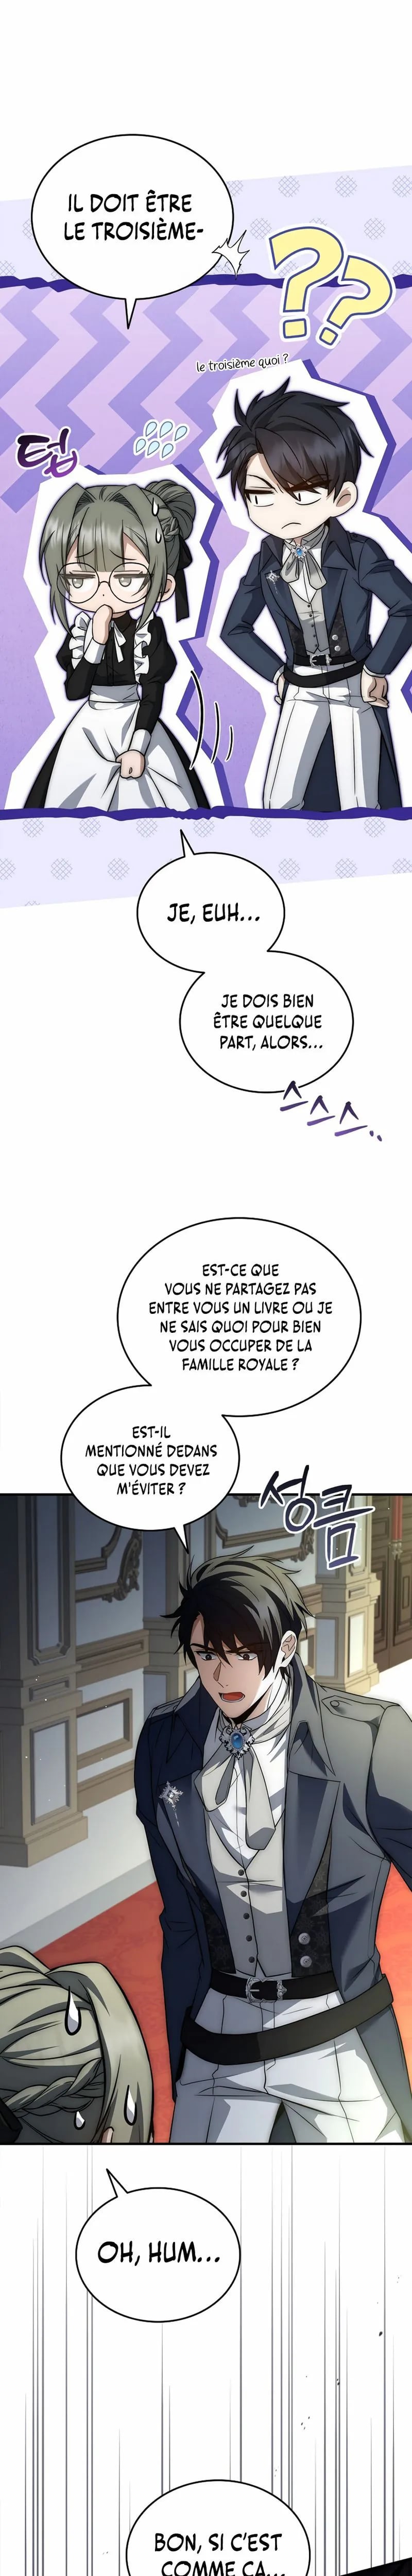 IL DOIT ÊTRE
LE TROISIÈME-
??
le troisième quoi ?
텁
JE, EUH...
JE DOIS BIEN
ÊTRE QUELQUE
PART, ALORS...
EST-CE QUE
VOUS NE PARTAGEZ PAS
ENTRE VOUS UN LIVRE OU JE
NE SAIS QUOI POUR BIEN
VOUS OCCUPER DE LA
FAMILLE ROYALE ?
EST-IL
MENTIONNÉ DEDANS
QUE VOUS DEVEZ
M'ÉVITER ?
성큼
OH, HUM...
BON, SI C'EST
COMME ÇA...